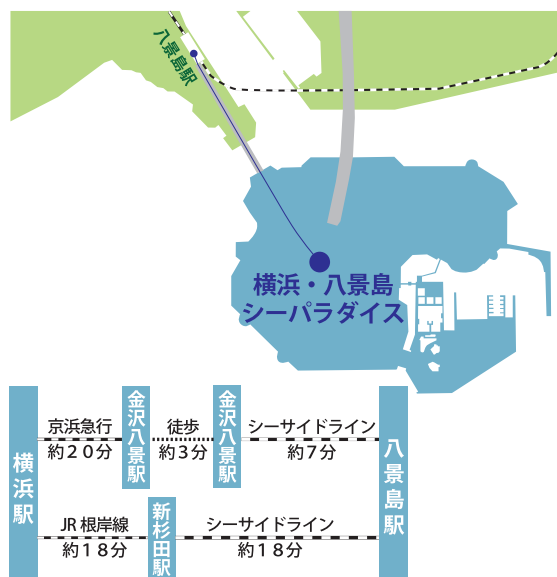 八景島駅
横浜・八景島
シーパラダイス
横浜駅
京浜急行
約20分
金沢八景駅
徒歩
約3分
金沢八景駅
シーサイドライン
約7分
八景島駅
JR根岸線
約18分
新杉田駅
シーサイドライン
約18分